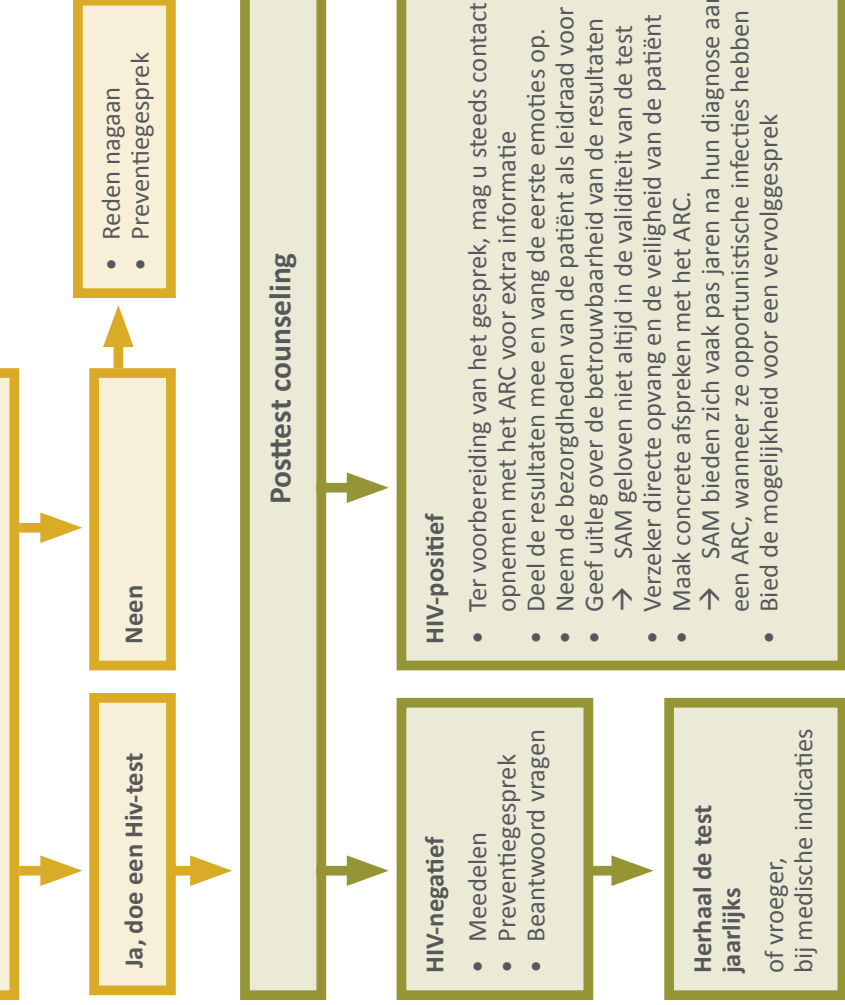 Ja, doe een Hiv-test
Neen
• Reden nagaan
• Preventiegesprek
Posttest counseling
HIV-negatief
• Meedelen
• Preventiegesprek
• Beantwoord vragen
Herhaal de test
jaarlijks
of vroeger,
bij medische indicaties
HIV-positief
• Ter voorbereiding van het gesprek, mag u steeds contact
opnemen met het ARC voor extra informatie
• Deel de resultaten mee en vang de eerste emoties op.
• Neem de bezorgdheden van de patiënt als leidraad voor
• Geef uitleg over de betrouwbaarheid van de resultaten
→ SAM geloven niet altijd in de validiteit van de test
• Verzeker directe opvang en de veiligheid van de patiënt
• Maak concrete afspreken met het ARC.
→ SAM bieden zich vaak pas jaren na hun diagnose aan
een ARC, wanneer ze opportunistische infecties hebben
• Bied de mogelijkheid voor een vervolggesprek